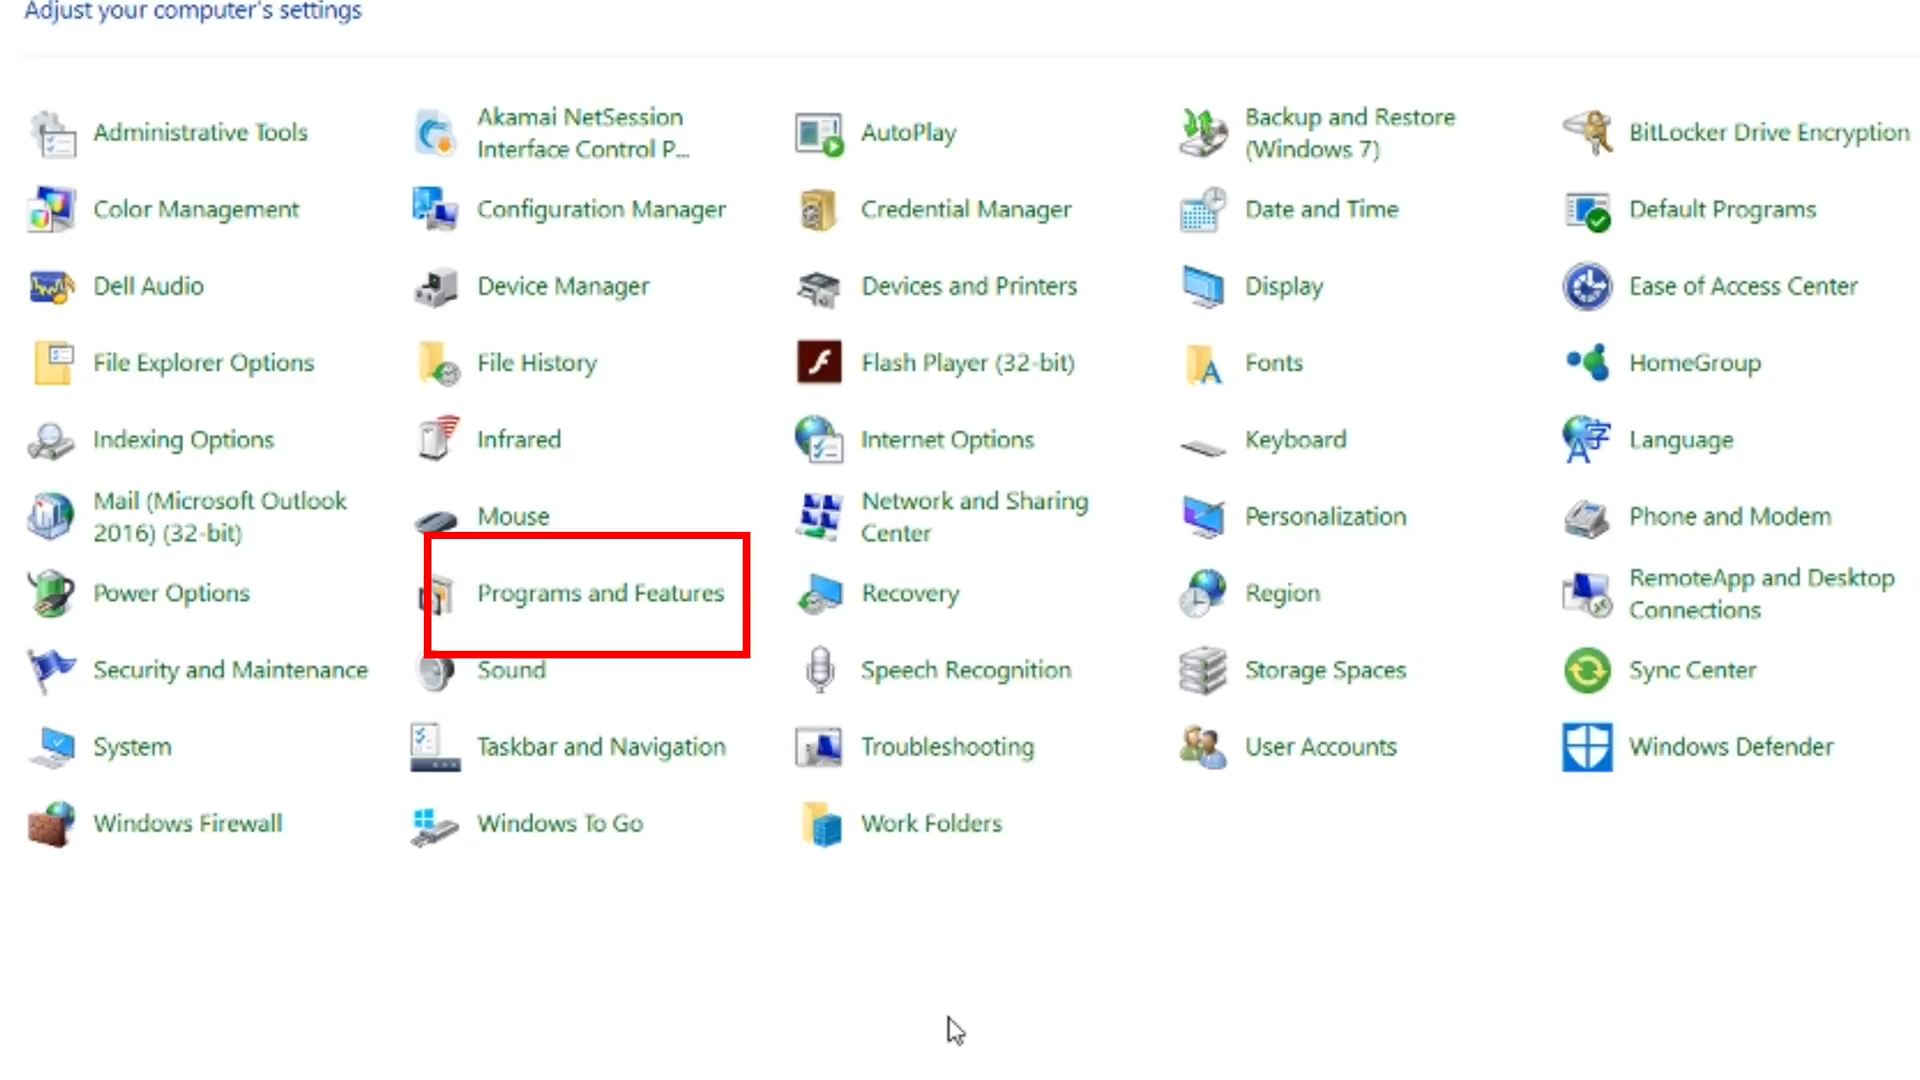 Adjust your computer's settings
Administrative Tools
Akamai NetSession
Interface Control P...
AutoPlay
Backup and Restore
(Windows 7)
BitLocker Drive Encryption
Color Management
Configuration Manager
Credential Manager
Date and Time
Default Programs
Dell Audio
Device Manager
Devices and Printers
Display
Ease of Access Center
File Explorer Options
File History
Flash Player (32-bit)
Fonts
HomeGroup
Indexing Options
Infrared
Internet Options
Keyboard
Language
Mail (Microsoft Outlook
2016) (32-bit)
Mouse
Network and Sharing
Center
Personalization
Phone and Modem
Power Options
Programs and Features
Recovery
Region
RemoteApp and Desktop
Connections
Security and Maintenance
Sound
Speech Recognition
Storage Spaces
Sync Center
System
Taskbar and Navigation
Troubleshooting
User Accounts
Windows Defender
Windows Firewall
Windows To Go
Work Folders